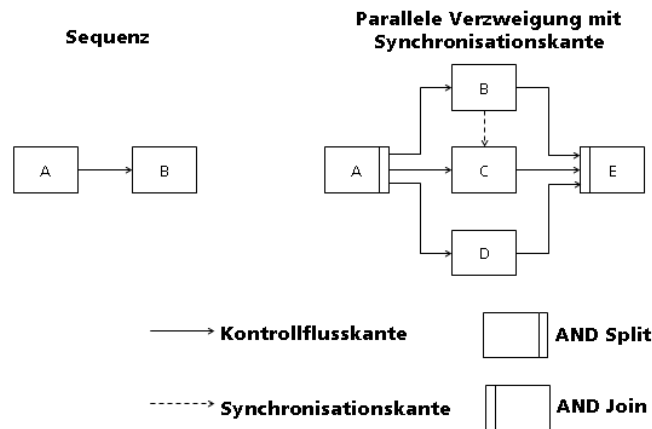 Sequenz
Parallele Verzweigung mit
Synchronisationskante
A
B
A
B
C
D
E
Kontrollflusskante
AND Split
Synchronisationskante
AND Join